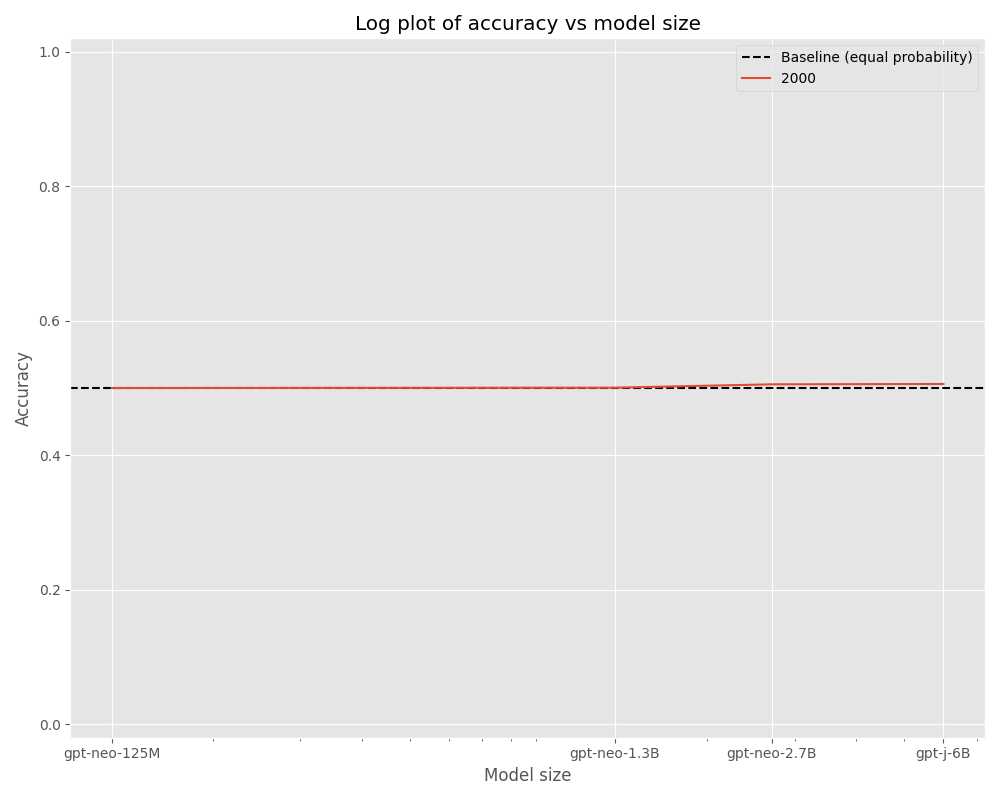 Log plot of accuracy vs model size
Baseline (equal probability)
2000
1.0
0.8
0.6
0.4
0.2
0.0
Accuracy
gpt-neo-125M
gpt-neo-1.3B
gpt-neo-2.7B
gpt-j-6B
Model size